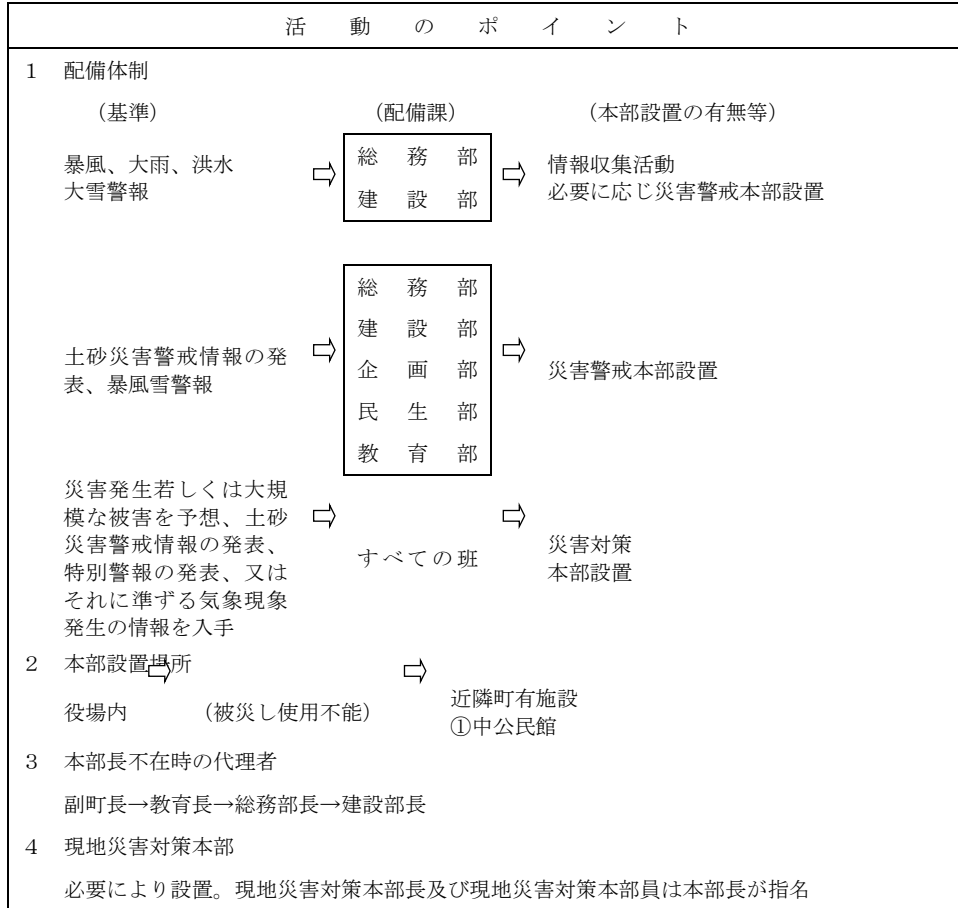 活動のポイント
1 配備体制
(基準) (配備課) (本部設置の有無等)
暴風、大雨、洪水
大雪警報
⇨
総務部
建設部
⇨
情報収集活動
必要に応じ災害警戒本部設置
土砂災害警戒情報の発
表、暴風雪警報
⇨
総務部
建設部
企画部
民生部
教育部
⇨
災害警戒本部設置
災害発生若しくは大規
模な被害を予想、土砂
災害警戒情報の発表、
特別警報の発表、又は
それに準ずる気象現象
発生の情報を入手
⇨
すべての班
⇨
災害対策
本部設置
2 本部設置場所
役場内 ⇨ (被災し使用不能) ⇨ 近隣町有施設
①中公民館
3 本部長不在時の代理者
副町長→教育長→総務部長→建設部長
4 現地災害対策本部
必要により設置。現地災害対策本部長及び現地災害対策本部員は本部長が指名